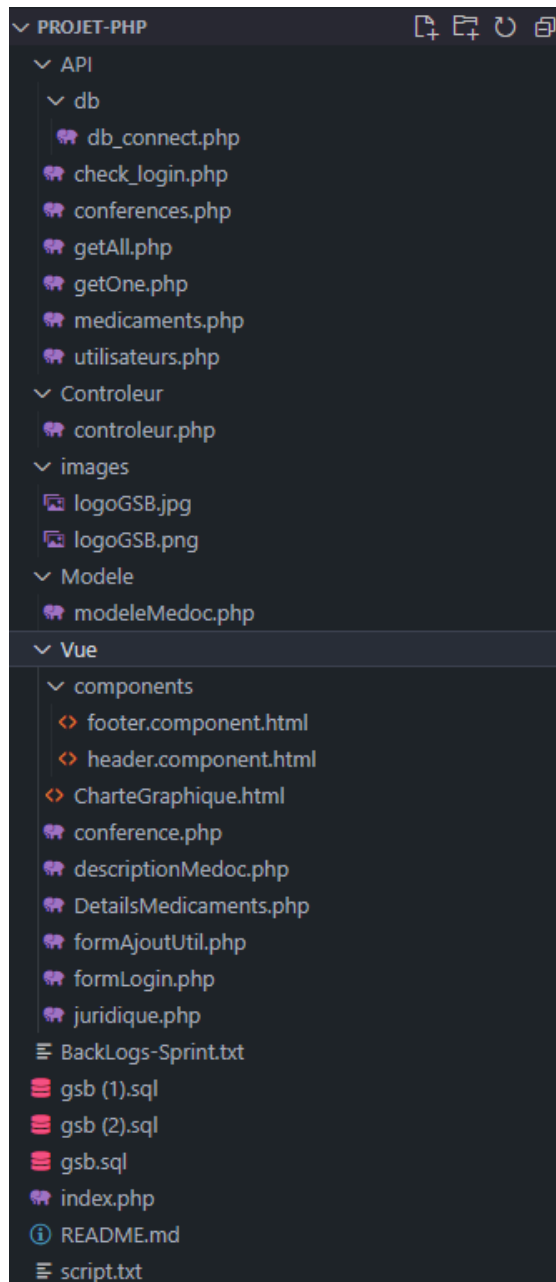 PROJET-PHP
API
db
db_connect.php
check_login.php
conferences.php
getAll.php
getOne.php
medicaments.php
utilisateurs.php
Controleur
controleur.php
images
logoGSB.jpg
logoGSB.png
Modele
modeleMedoc.php
Vue
components
footer.component.html
header.component.html
CharteGraphique.html
conference.php
descriptionMedoc.php
DetailsMedicaments.php
formAjoutUtil.php
formLogin.php
juridique.php
BackLogs-Sprint.txt
gsb (1).sql
gsb (2).sql
gsb.sql
index.php
README.md
script.txt